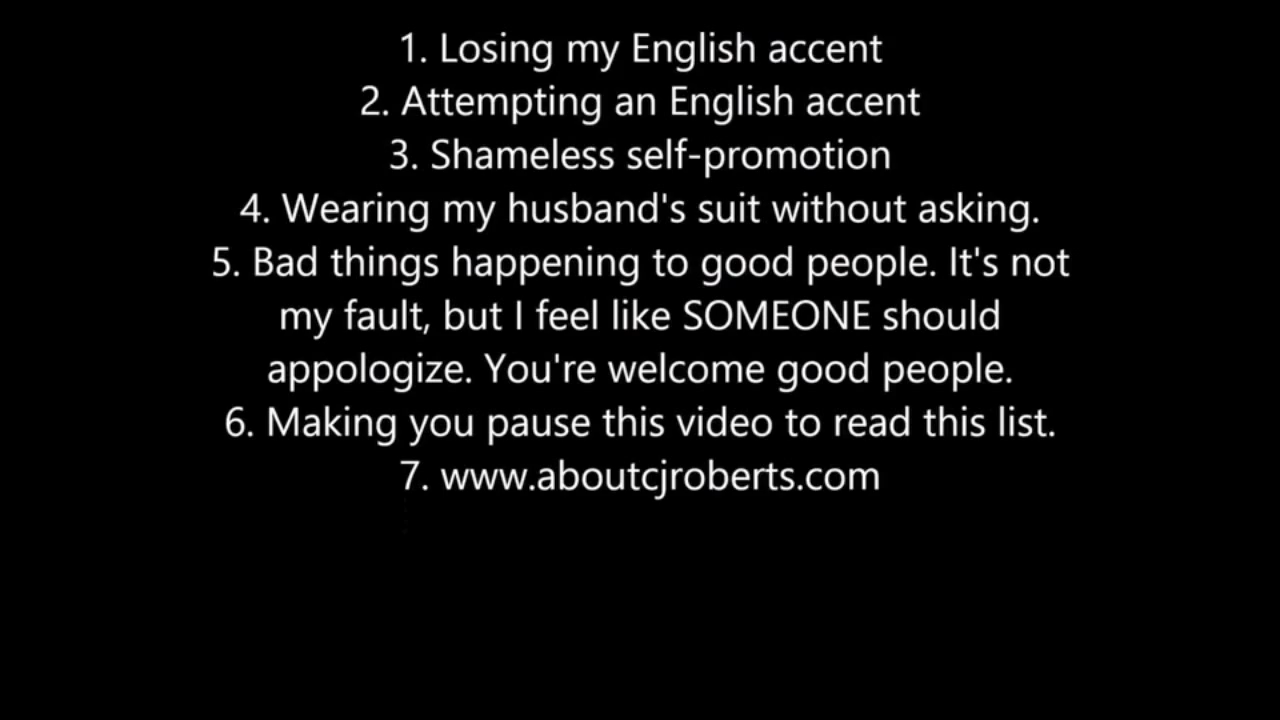 1. Losing my English accent
2. Attempting an English accent
3. Shameless self-promotion
4. Wearing my husband's suit without asking.
5. Bad things happening to good people. It's not
my fault, but I feel like SOMEONE should
appologize. You're welcome good people.
6. Making you pause this video to read this list.
7. www.aboutcjroberts.com